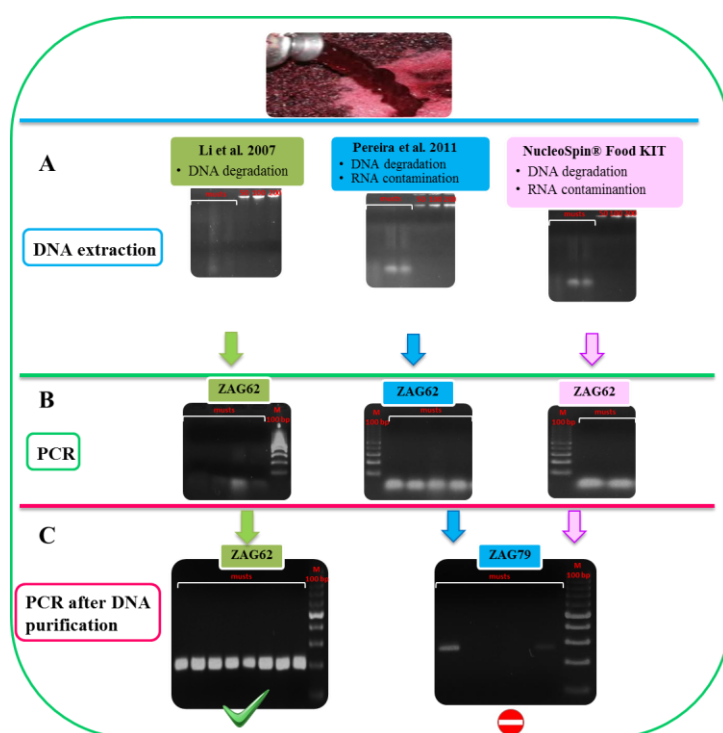 A
Li et al. 2007
• DNA degradation
Pereira et al. 2011
• DNA degradation
• RNA contamination
NucleoSpin® Food KIT
• DNA degradation
• RNA contaminantion
DNA extraction
musts
musts
B
PCR
ZAG62
musts
M
100 bp
ZAG62
M
100 bp
musts
ZAG62
M
100 bp
musts
C
PCR after DNA
purification
ZAG62
musts
M
100 bp
ZAG79
musts
M
100 bp